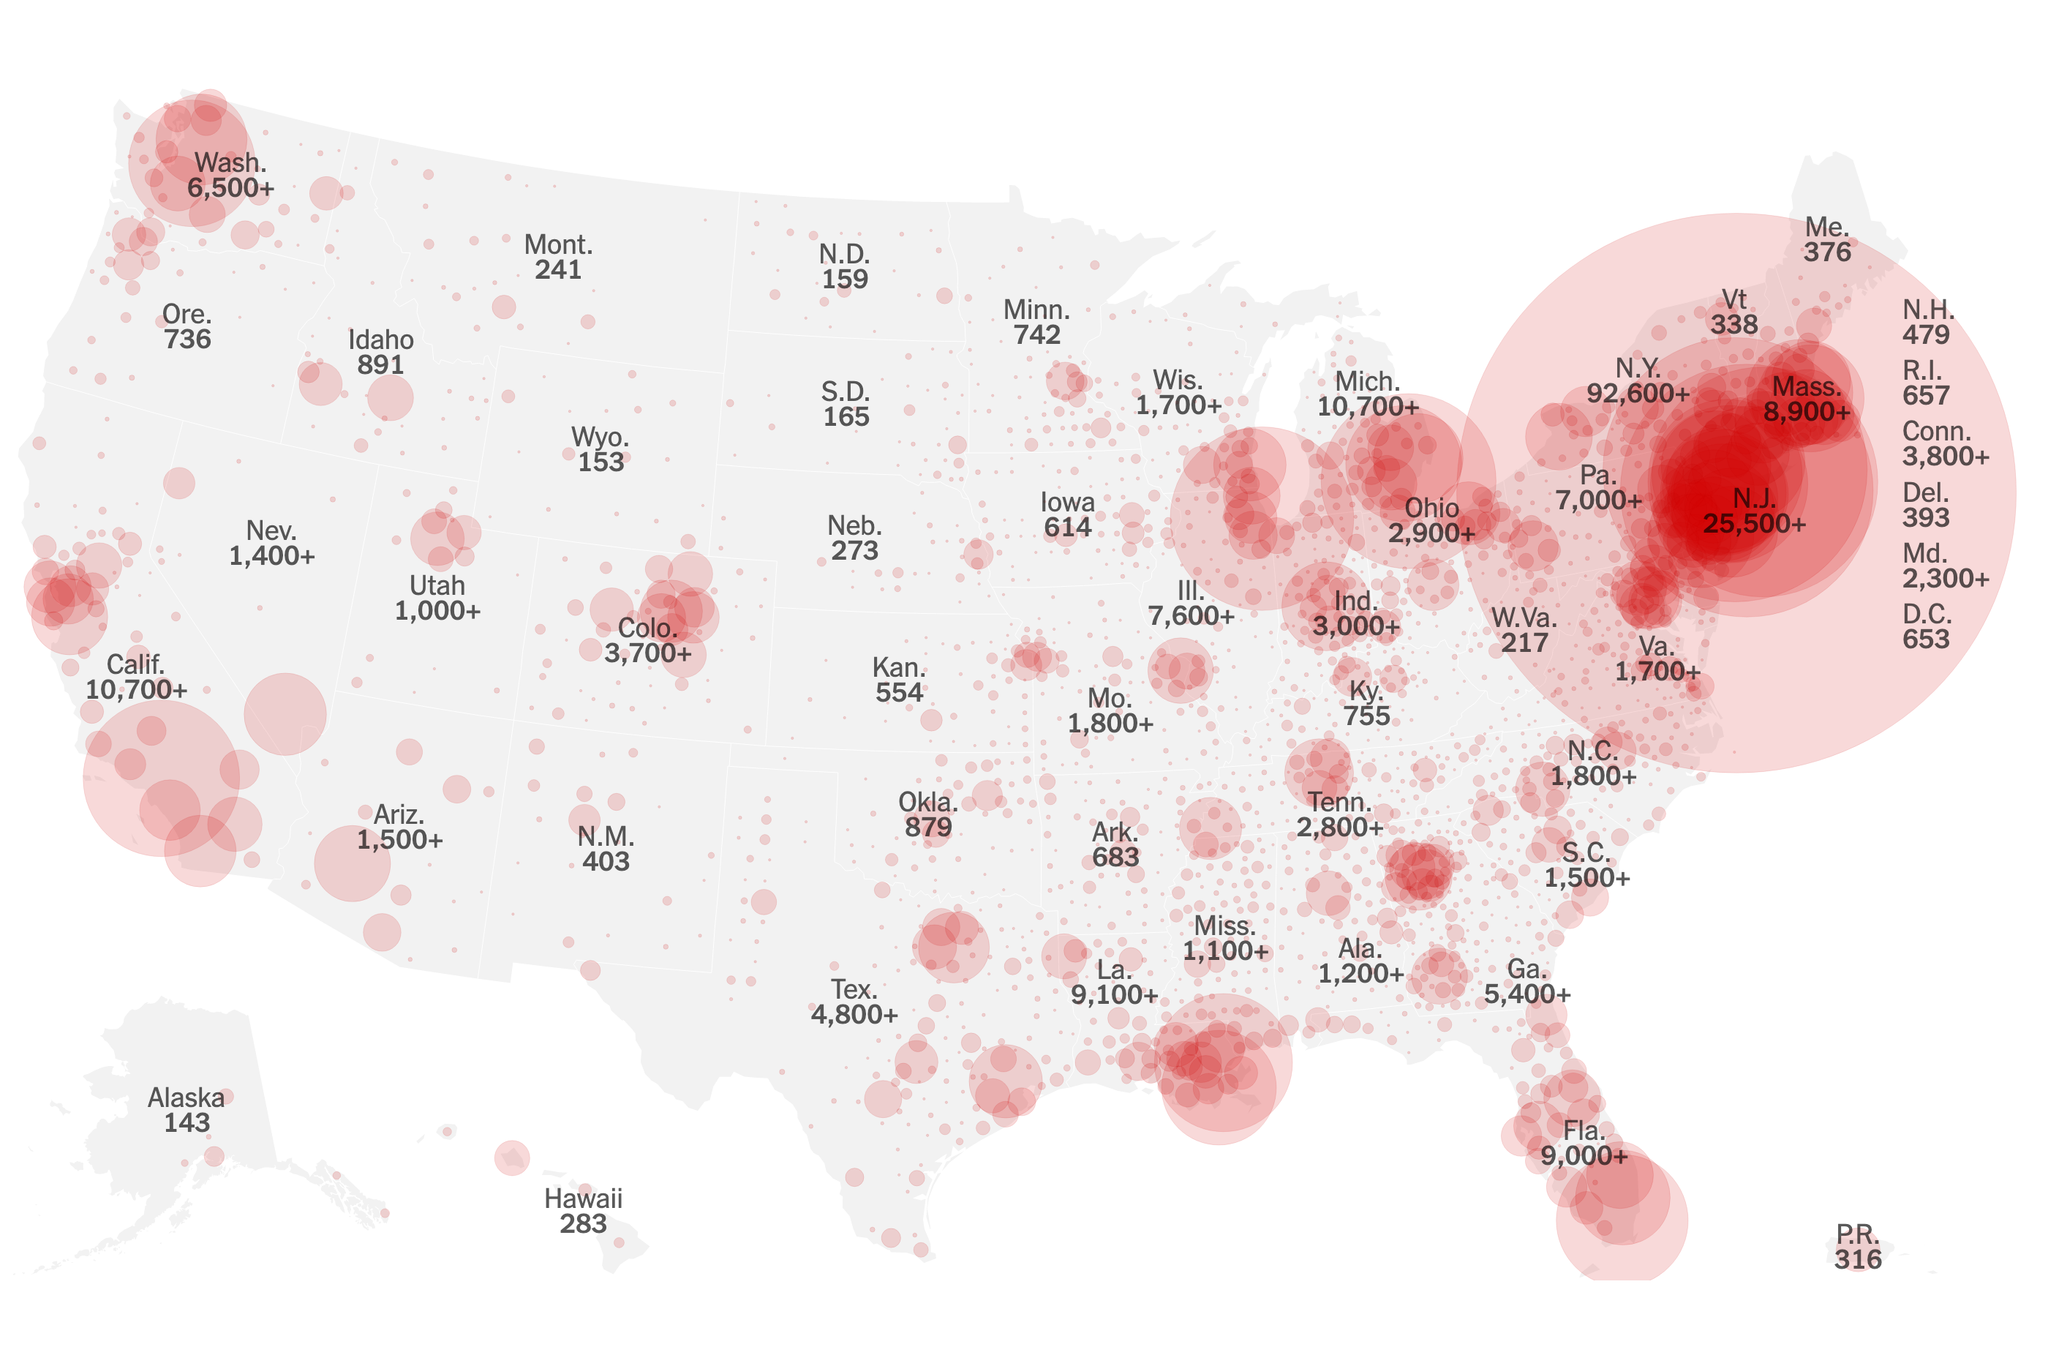 Wash.
6,500+
Mont.
241
N.D.
159
Minn.
742
Me.
376
Vt
338
N.H.
479
Ore.
736
Idaho
891
S.D.
165
Wis.
1,700+
Mich.
10,700+
N.Y.
92,600+
Mass.
8,900+
R.I.
657
Wyo.
153
Conn.
3,800+
Nev.
1,400+
Neb.
273
Iowa
614
Ohio
2,900+
Pa.
7,000+
N.J.
25,500+
Del.
393
Utah
1,000+
Colo.
3,700+
Ill.
7,600+
Ind.
3,000+
W.Va.
217
Va.
1,700+
Md.
2,300+
D.C.
653
Calif.
10,700+
Kan.
554
Mo.
1,800+
Ky.
755
N.C.
1,800+
Ariz.
1,500+
N.M.
403
Okla.
879
Ark.
683
Tenn.
2,800+
S.C.
1,500+
Tex.
4,800+
La.
9,100+
Miss.
1,100+
Ala.
1,200+
Ga.
5,400+
Alaska
143
Hawaii
283
Fla.
9,000+
P.R.
316